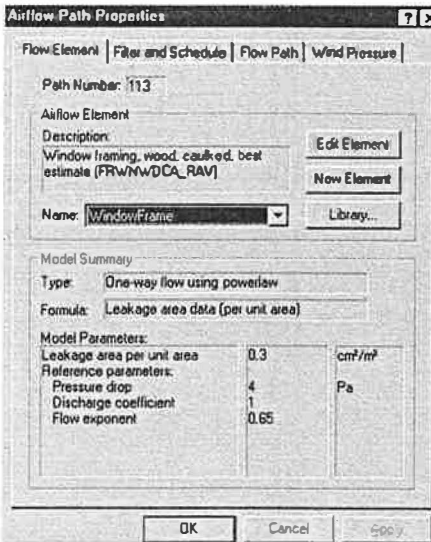 Airflow Path Properties
Flow Element Filter and Schedule Flow Path Wind Pressure
Path Number: 113
Airflow Element
Description:
Window framing, wood, caulked, best
estimate [FRWNWDCA_RAV]
Edit Element
New Element
Name: WindowFrame
Library...
Model Summary
Type: One-way flow using powerlaw
Formula: Leakage area data (per unit area)
Model Parameters:
Leakage area per unit area 0.3 cm²/m²
Reference parameters:
Pressure drop 4 Pa
Discharge coefficient 1
Flow exponent 0.65
OK Cancel Apply